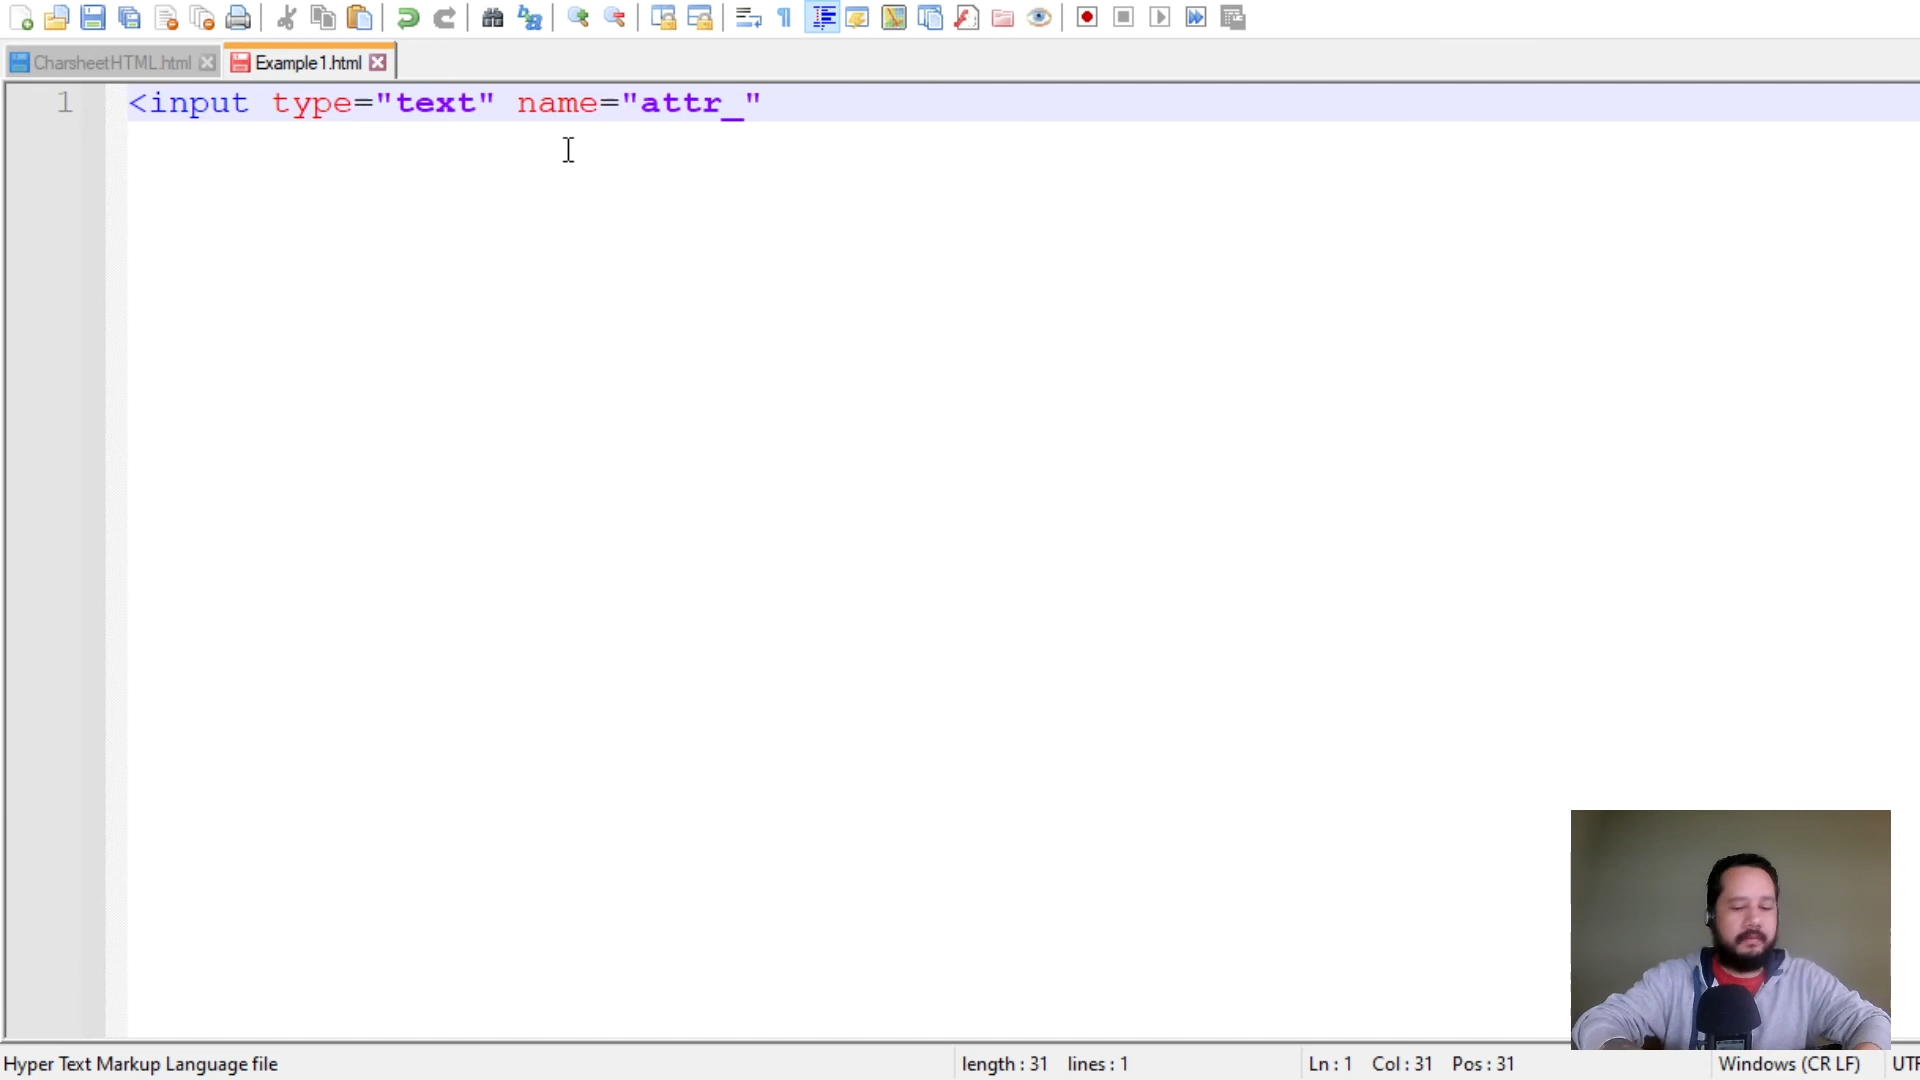 CharsheetHTML.html
Example1.html
1
<input type="text" name="attr_"
Hyper Text Markup Language file
length : 31 lines : 1
Ln : 1 Col : 31 Pos : 31
Windows (CR LF)
UTF